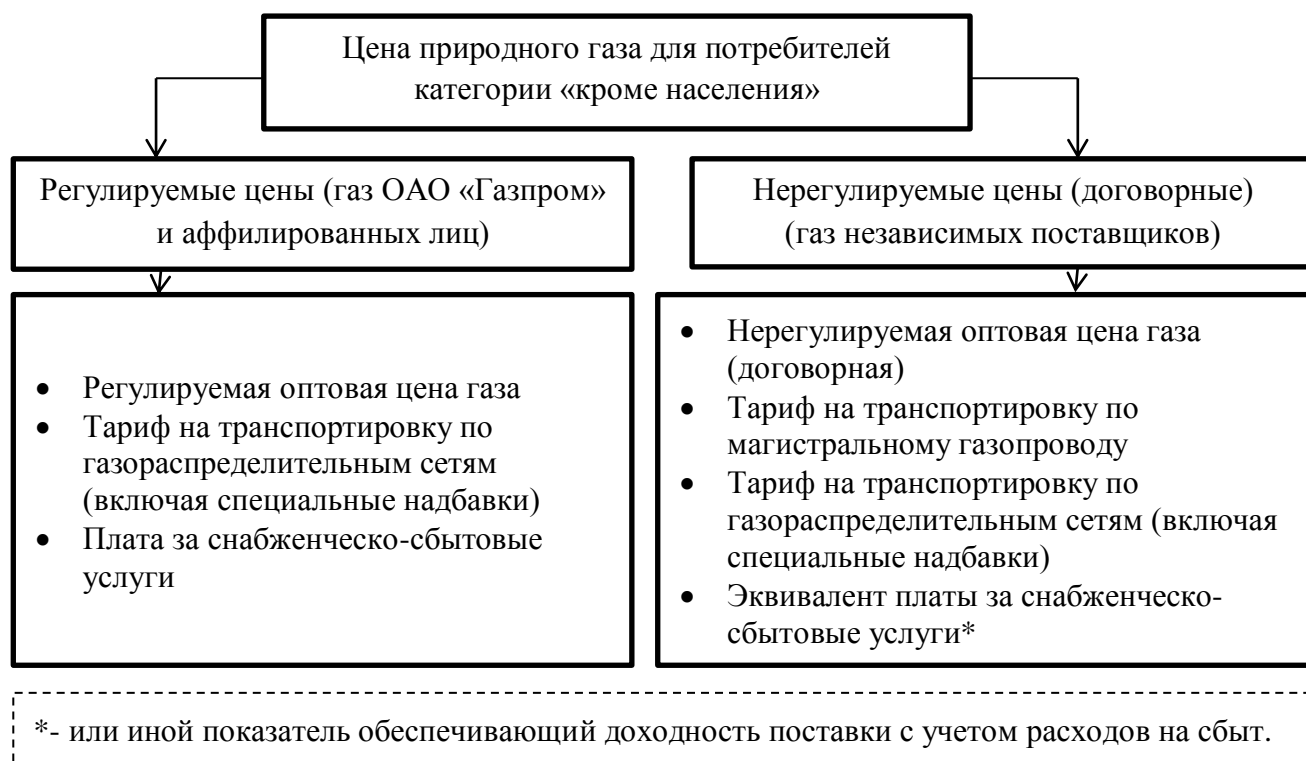 Цена природного газа для потребителей
категории «кроме населения»
Регулируемые цены (газ ОАО «Газпром»
и аффилированных лиц)
Нерегулируемые цены (договорные)
(газ независимых поставщиков)
• Регулируемая оптовая цена газа
• Тариф на транспортировку по
газораспределительным сетям
(включая специальные надбавки)
• Плата за снабженческо-сбытовые
услуги
• Нерегулируемая оптовая цена газа
(договорная)
• Тариф на транспортировку по
магистральному газопроводу
• Тариф на транспортировку по
газораспределительным сетям (включая
специальные надбавки)
• Эквивалент платы за снабженческо-
сбытовые услуги*
*- или иной показатель обеспечивающий доходность поставки с учетом расходов на сбыт.